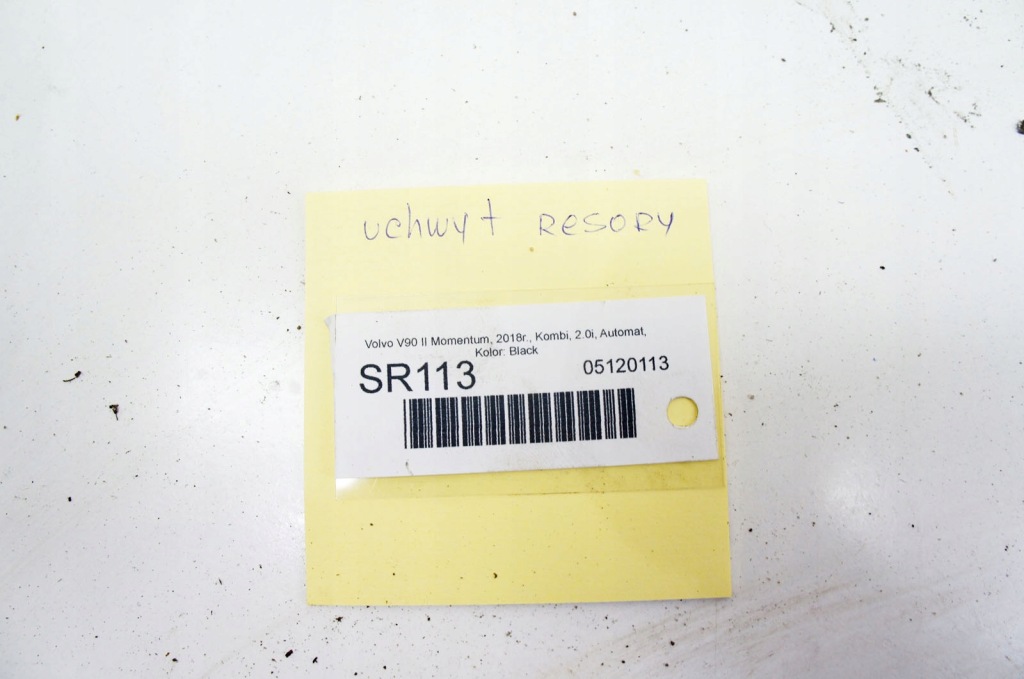 uchwyt RESORY
Volvo V90 II Momentum, 2018r., Kombi, 2.0i, Automat,
Kolor: Black
SR113 05120113